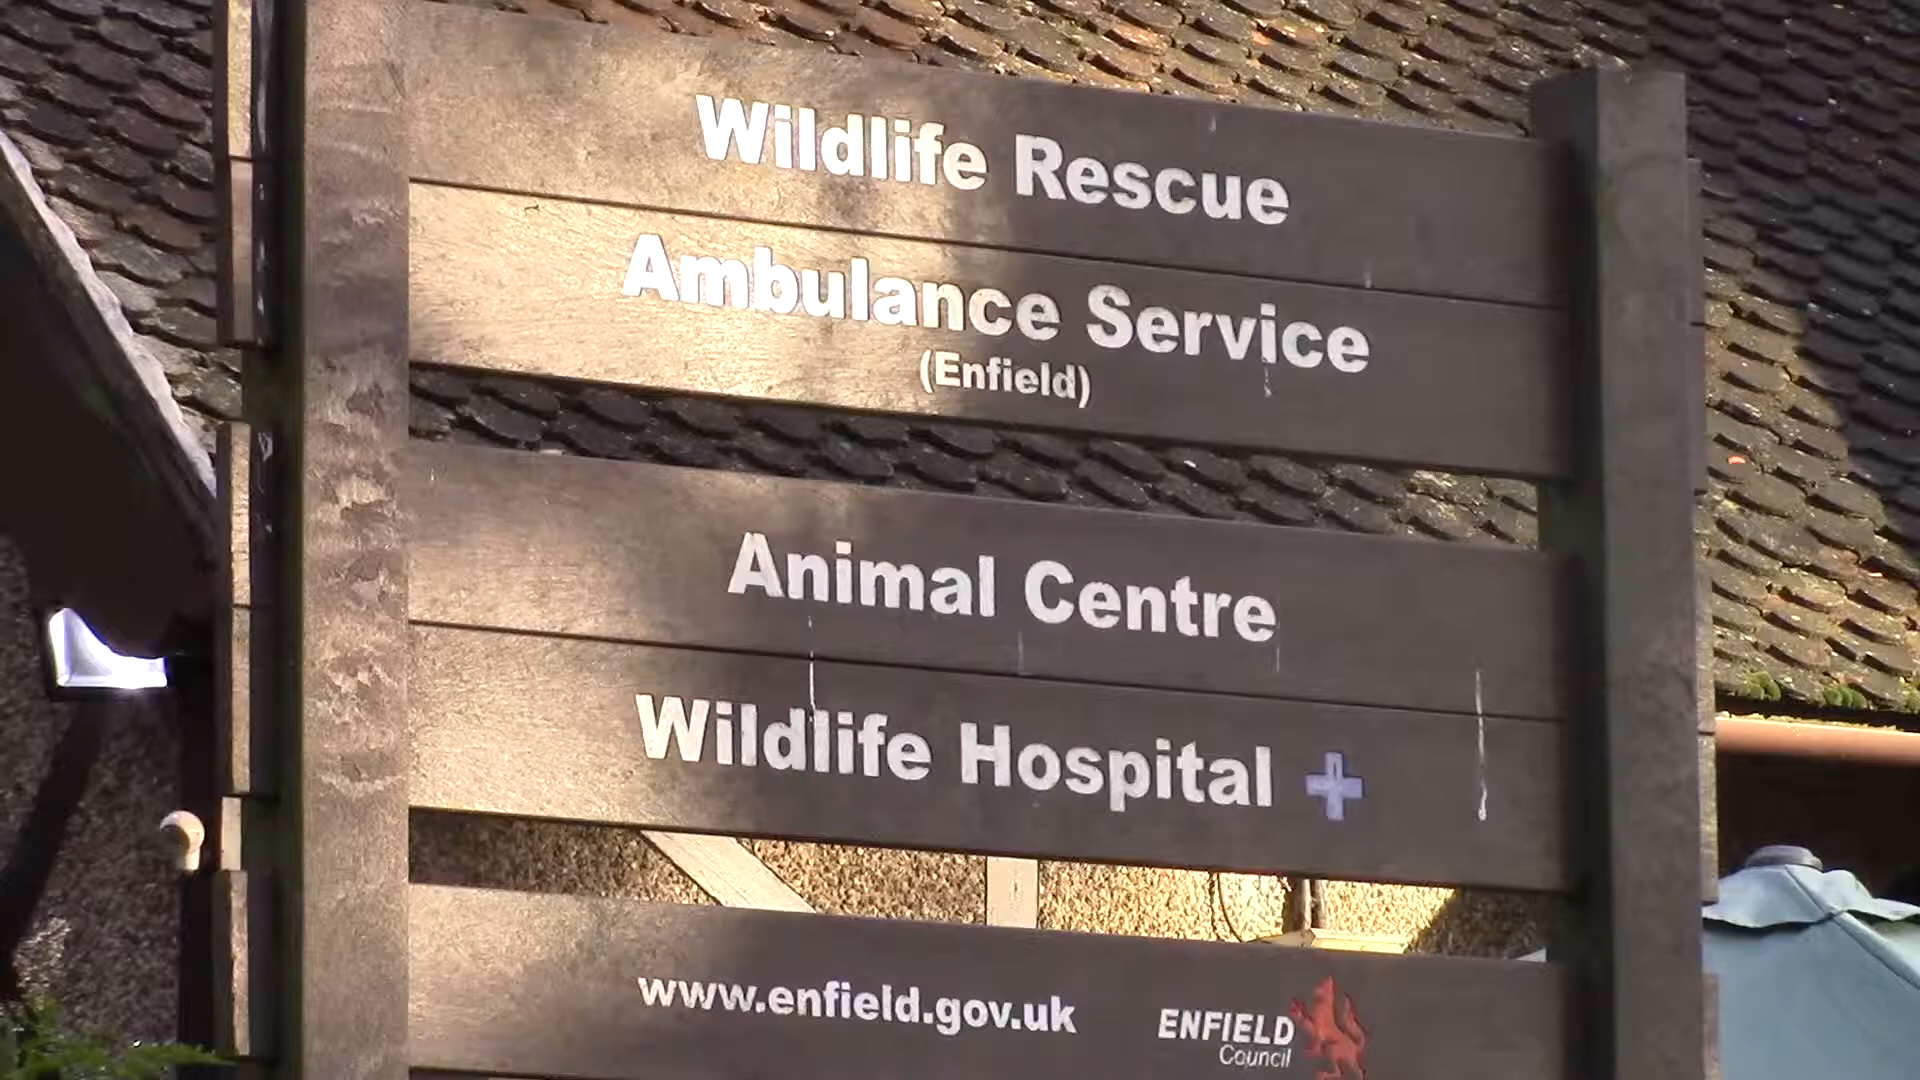 Wildlife Rescue
Ambulance Service
(Enfield)
Animal Centre
Wildlife Hospital
www.enfield.gov.uk
ENFIELD
Council